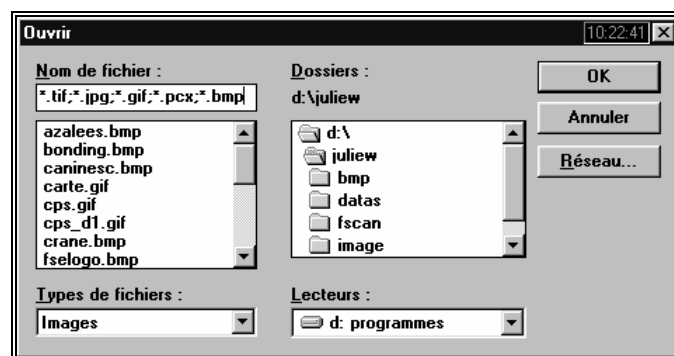 Ouvrir 10:22:41
Nom de fichier :
*.tif;*.jpg;*.gif;*.pcx;*.bmp
azalees.bmp
bonding.bmp
caninesc.bmp
carte.gif
cps.gif
cps_d1.gif
crane.bmp
fselogo.bmp
Types de fichiers :
Images
Dossiers :
d:\juliew
d:\
juliew
bmp
datas
fscan
image
Lecteurs :
d: programmes
OK
Annuler
Réseau...